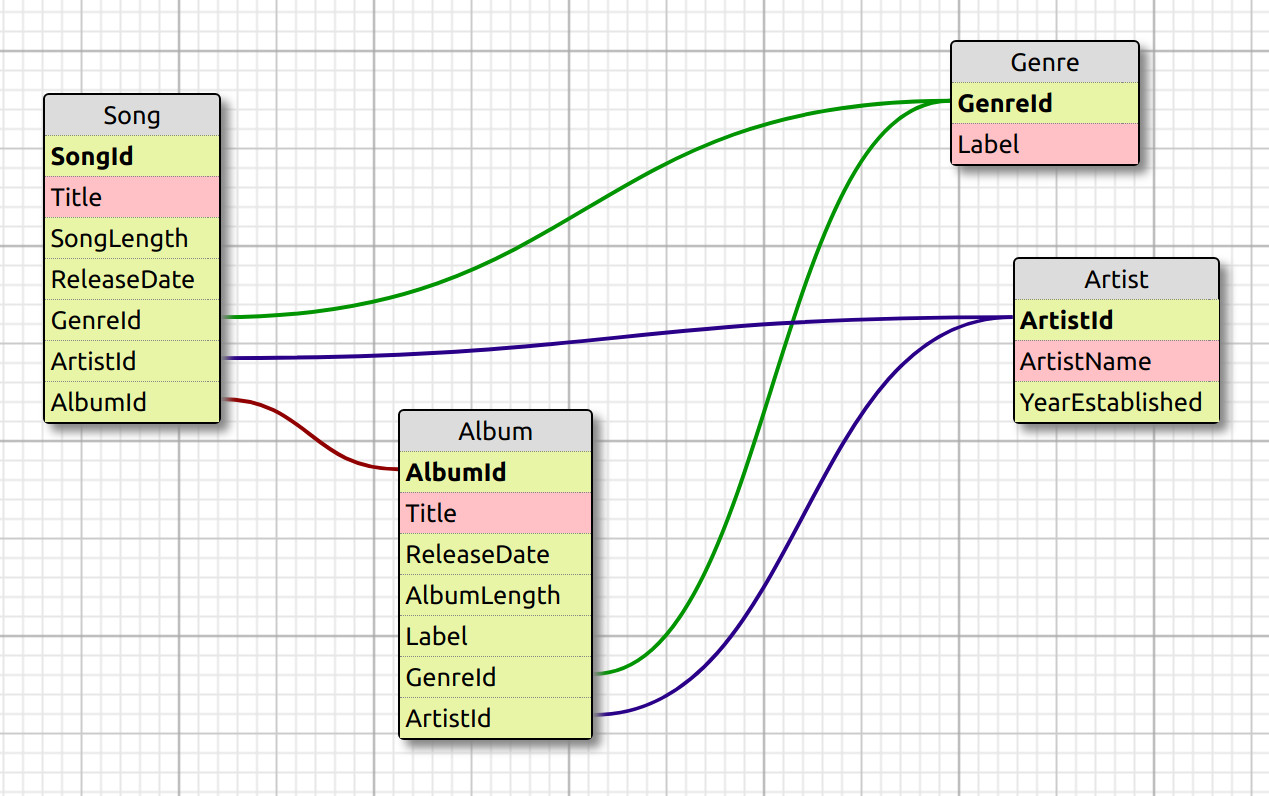 Song
SongId
Title
SongLength
ReleaseDate
GenreId
ArtistId
AlbumId
Album
AlbumId
Title
ReleaseDate
AlbumLength
Label
GenreId
ArtistId
Genre
GenreId
Label
Artist
ArtistId
ArtistName
YearEstablished